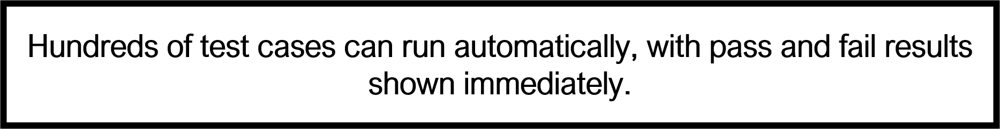 Hundreds of test cases can run automatically, with pass and fail results
shown immediately.